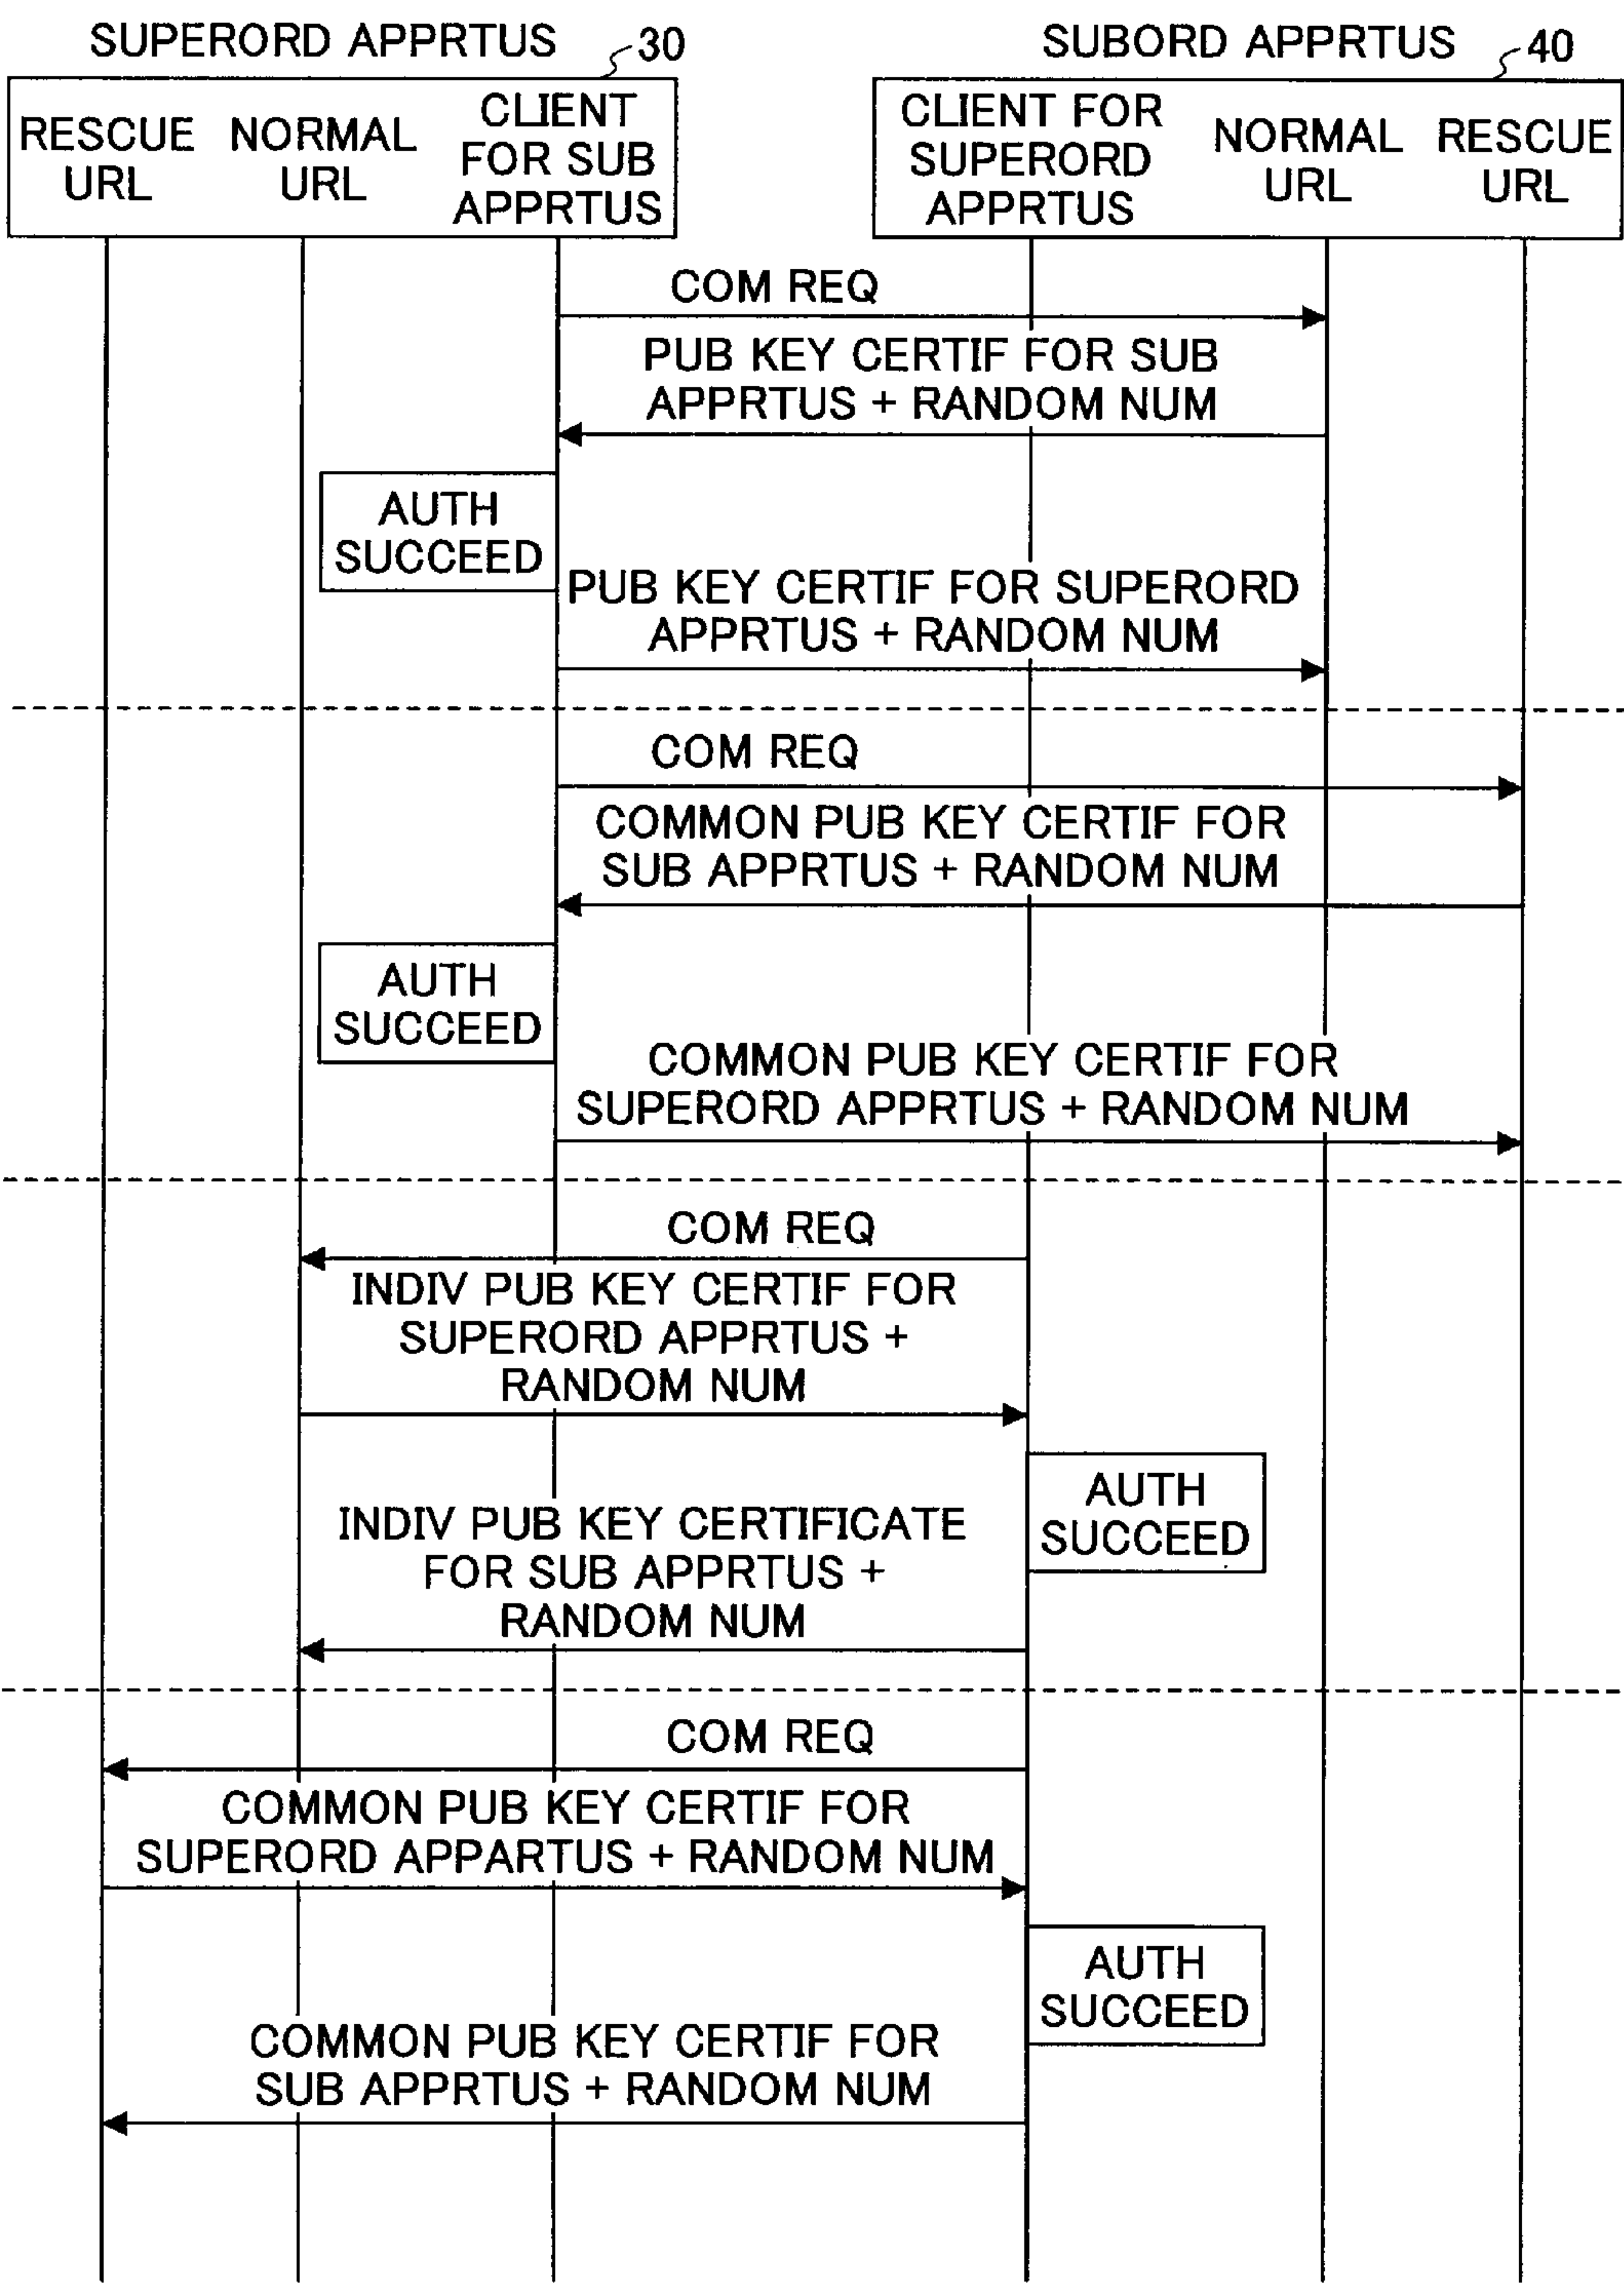 SUPERORD APPRTUS 30
SUBORD APPRTUS 40
RESCUE
URL
NORMAL
URL
CLIENT
FOR SUB
APPRTUS
CLIENT FOR
SUPERORD
APPRTUS
NORMAL
URL
RESCUE
URL
COM REQ
PUB KEY CERTIF FOR SUB
APPRTUS + RANDOM NUM
AUTH
SUCCEED
PUB KEY CERTIF FOR SUPERORD
APPRTUS + RANDOM NUM
COM REQ
COMMON PUB KEY CERTIF FOR
SUB APPRTUS + RANDOM NUM
AUTH
SUCCEED
COMMON PUB KEY CERTIF FOR
SUPERORD APPRTUS + RANDOM NUM
COM REQ
INDIV PUB KEY CERTIF FOR
SUPERORD APPRTUS +
RANDOM NUM
AUTH
SUCCEED
INDIV PUB KEY CERTIFICATE
FOR SUB APPRTUS +
RANDOM NUM
COM REQ
COMMON PUB KEY CERTIF FOR
SUPERORD APPARTUS + RANDOM NUM
AUTH
SUCCEED
COMMON PUB KEY CERTIF FOR
SUB APPRTUS + RANDOM NUM